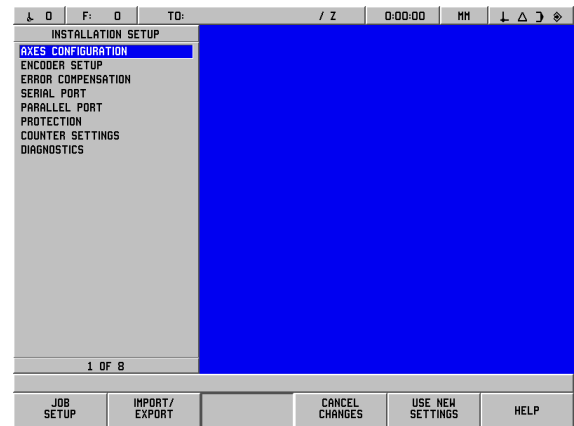 0 F: 0 T0: / Z 0:00:00 MM
INSTALLATION SETUP
AXES CONFIGURATION
ENCODER SETUP
ERROR COMPENSATION
SERIAL PORT
PARALLEL PORT
PROTECTION
COUNTER SETTINGS
DIAGNOSTICS
1 OF 8
JOB SETUP
IMPORT/ EXPORT
CANCEL CHANGES
USE NEW SETTINGS
HELP